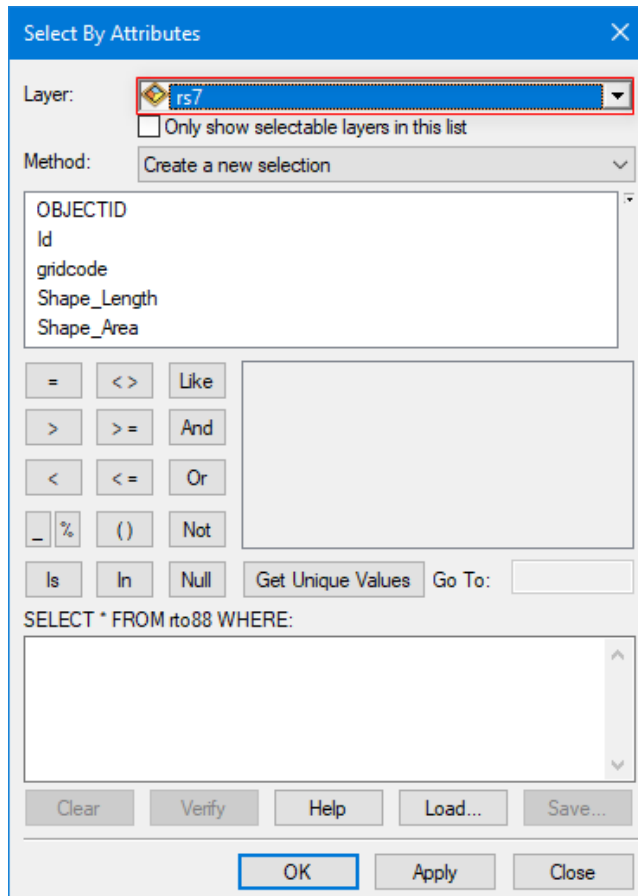 Select By Attributes
Layer: rs7
Only show selectable layers in this list
Method: Create a new selection
OBJECTID
Id
gridcode
Shape_Length
Shape_Area
= < > Like
> > = And
< < = Or
_ % ( ) Not
Is In Null Get Unique Values Go To:
SELECT * FROM rto88 WHERE:
Clear Verify Help Load... Save...
OK Apply Close